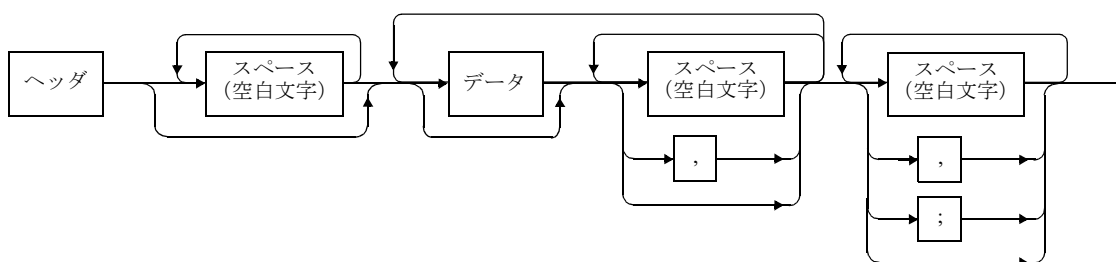 ヘッダ
スペース
(空白文字)
データ
スペース
(空白文字)
,
スペース
(空白文字)
,
;